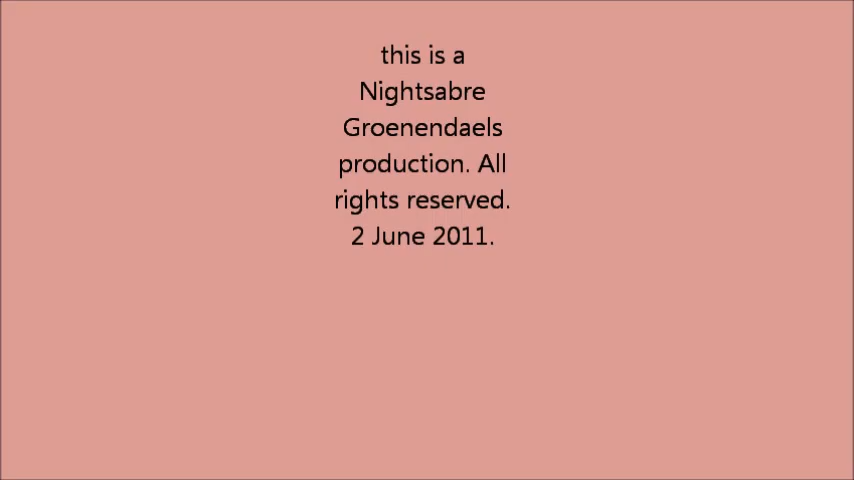 this is a
Nightsabre
Groenendaels
production. All
rights reserved.
2 June 2011.